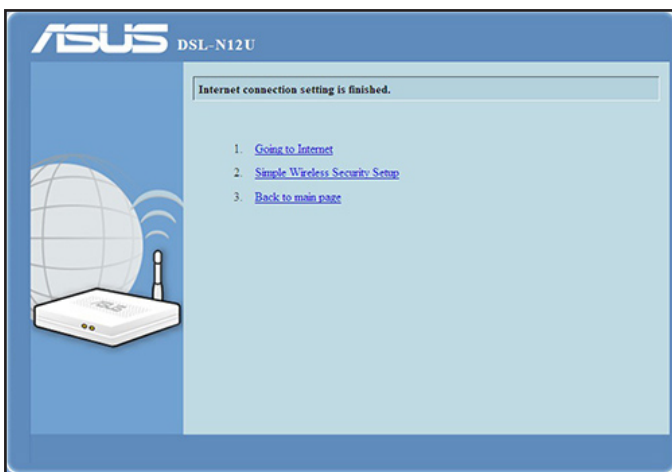 ASUS DSL-N12U
Internet connection setting is finished.
1. Going to Internet
2. Simple Wireless Security Setup
3. Back to main page
ASUS